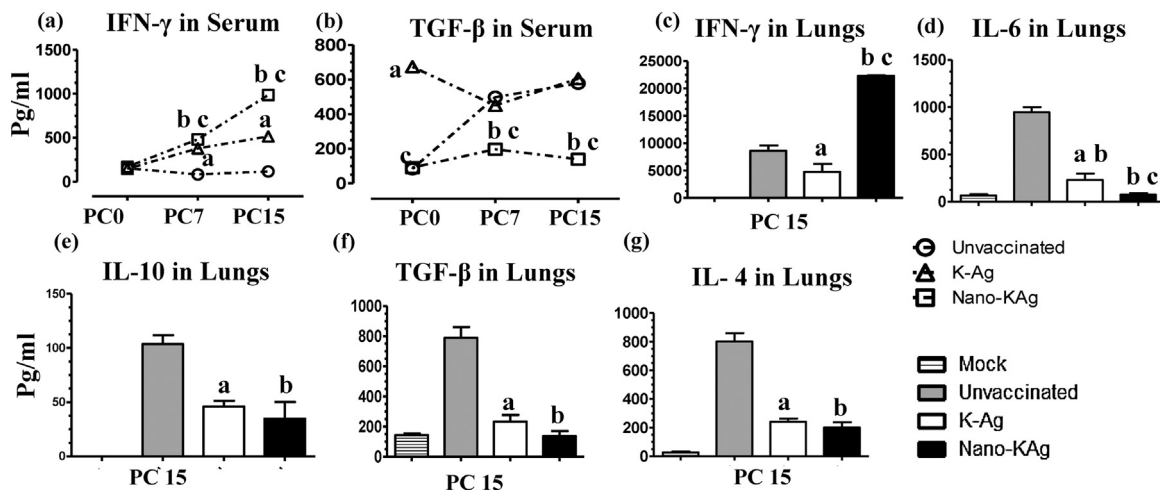 (a) IFN-γ in Serum
Pg/ml
1500
1000
500
0
b c
b c
a
a
PC0 PC7 PC15
(b) TGF-β in Serum
800
600
400
200
0
a
c
b c
b c
PC0 PC7 PC15
(c) IFN-γ in Lungs
25000
20000
15000
10000
5000
0
a
b c
PC 15
(d) IL-6 in Lungs
1500
1000
500
0
a b
b c
Unvaccinated
K-Ag
Nano-KAg
(e) IL-10 in Lungs
Pg/ml
150
100
50
0
a
b
PC 15
(f) TGF-β in Lungs
1000
800
600
400
200
0
a
b
PC 15
(g) IL- 4 in Lungs
1000
800
600
400
200
0
a
b
PC 15
Mock
Unvaccinated
K-Ag
Nano-KAg